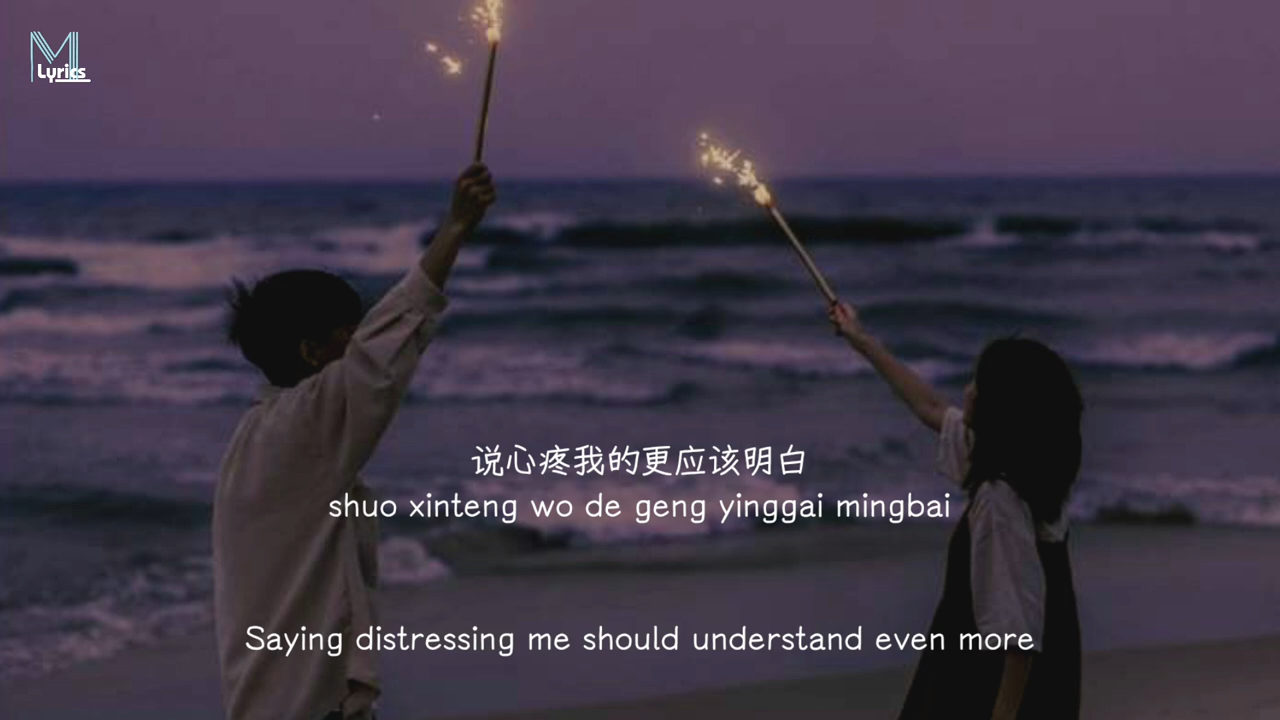 M
Lyrics
说心疼我的更应该明白
shuo xinteng wo de geng yinggai mingbai
Saying distressing me should understand even more